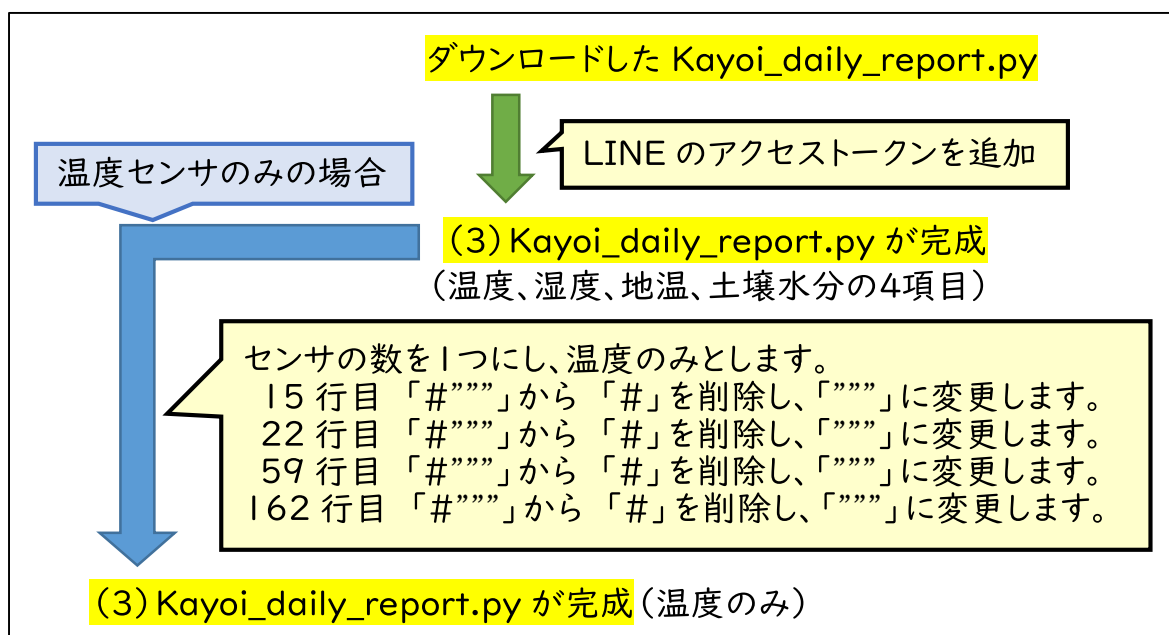 ダウンロードした Kayoi_daily_report.py
LINE のアクセストークンを追加
温度センサのみの場合
(3) Kayoi_daily_report.py が完成
(温度、湿度、地温、土壌水分の4項目)
センサの数を1つにし、温度のみとします。
15 行目 「#”””」から 「#」を削除し、「”””」に変更します。
22 行目 「#”””」から 「#」を削除し、「”””」に変更します。
59 行目 「#”””」から 「#」を削除し、「”””」に変更します。
162 行目 「#”””」から 「#」を削除し、「”””」に変更します。
(3) Kayoi_daily_report.py が完成(温度のみ)